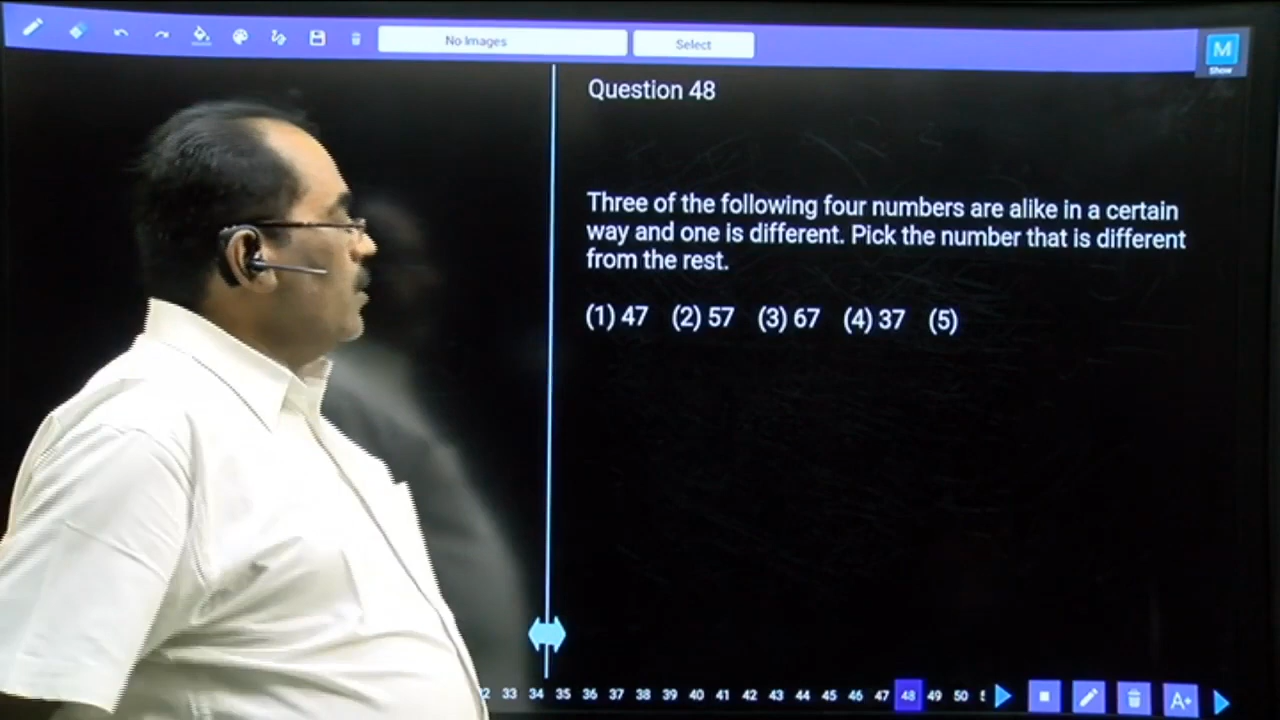 No Images
Select
M
Show
Question 48
Three of the following four numbers are alike in a certain
way and one is different. Pick the number that is different
from the rest.
(1) 47 (2) 57 (3) 67 (4) 37 (5)
33 34 35 36 37 38 39 40 41 42 43 44 45 46 47 48 49 50
A+